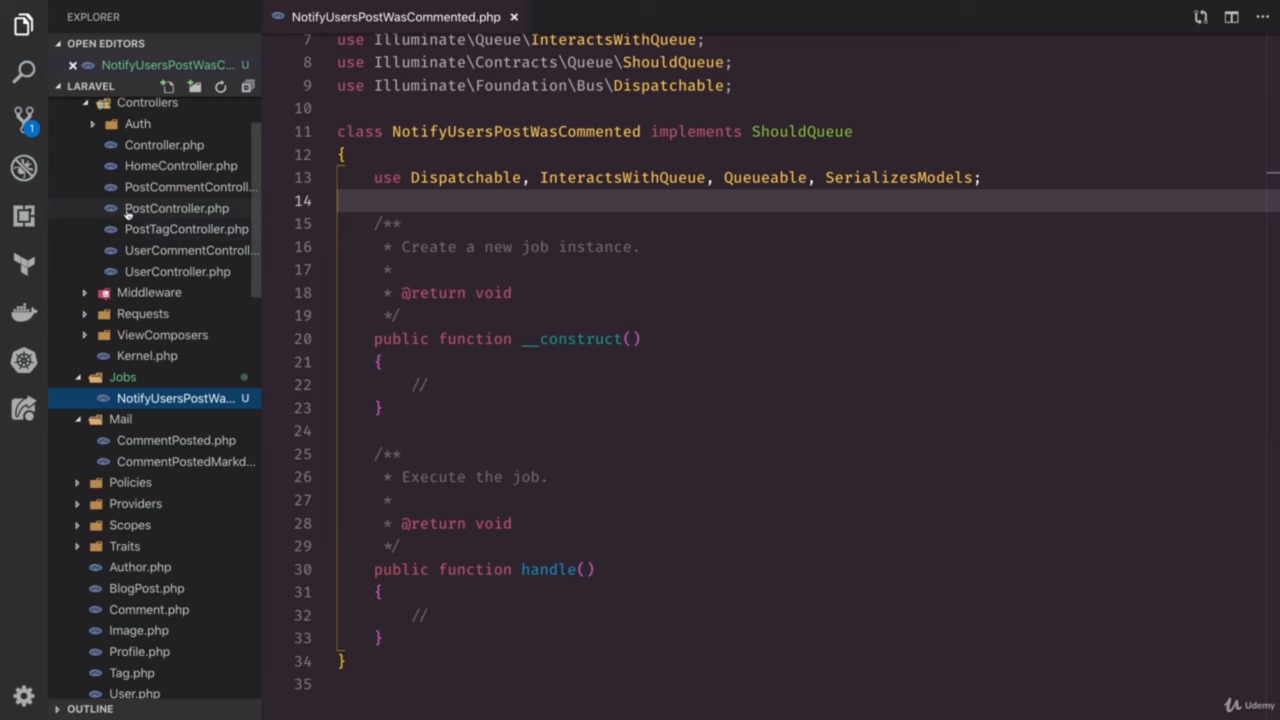 EXPLORER
OPEN EDITORS
NotifyUsersPostWasC... U
LARAVEL
Controllers
Auth
Controller.php
HomeController.php
PostCommentControll...
PostController.php
PostTagController.php
UserCommentControll...
UserController.php
Middleware
Requests
ViewComposers
Kernel.php
Jobs
NotifyUsersPostWa... U
Mail
CommentPosted.php
CommentPostedMarkd...
Policies
Providers
Scopes
Traits
Author.php
BlogPost.php
Comment.php
Image.php
Profile.php
Tag.php
User.php
OUTLINE
1
NotifyUsersPostWasCommented.php
7 use Illuminate\Queue\InteractsWithQueue;
8 use Illuminate\Contracts\Queue\ShouldQueue;
9 use Illuminate\Foundation\Bus\Dispatchable;
10
11 class NotifyUsersPostWasCommented implements ShouldQueue
12 {
13 use Dispatchable, InteractsWithQueue, Queueable, SerializesModels;
14
15 /**
16 * Create a new job instance.
17 *
18 * @return void
19 */
20 public function __construct()
21 {
22 //
23 }
24
25 /**
26 * Execute the job.
27 *
28 * @return void
29 */
30 public function handle()
31 {
32 //
33 }
34 }
35
Udemy